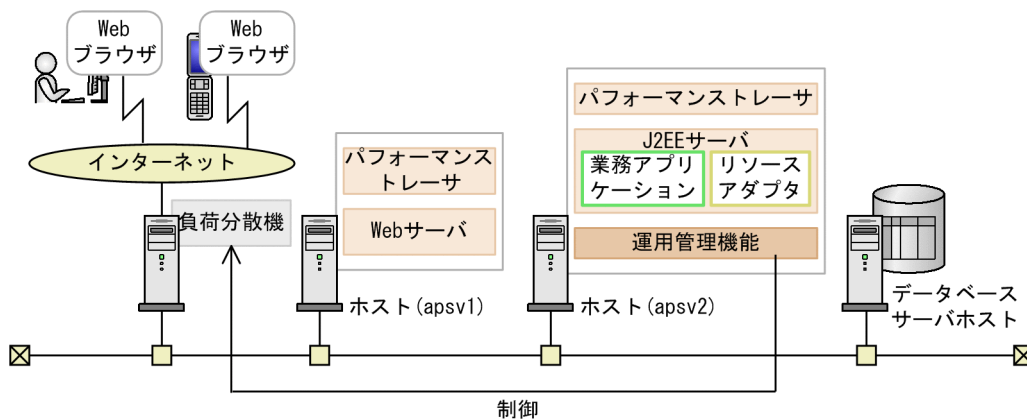 Web
ブラウザ
Web
ブラウザ
インターネット
負荷分散機
パフォーマンス
トレーサ
Webサーバ
ホスト(apsv1)
パフォーマンストレーサ
J2EEサーバ
業務アプリ
ケーション
リソース
アダプタ
運用管理機能
ホスト(apsv2)
データベース
サーバホスト
制御